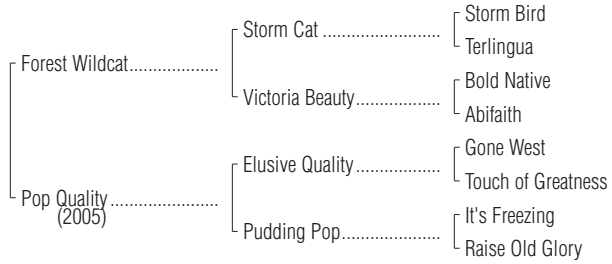 Storm Bird
Storm Cat ..............................
Terlingua
Forest Wildcat......................
Bold Native
Victoria Beauty.....................
Abifaith
Gone West
Elusive Quality .....................
Touch of Greatness
Pop Quality ...........................
(2005)
It's Freezing
Pudding Pop.........................
Raise Old Glory